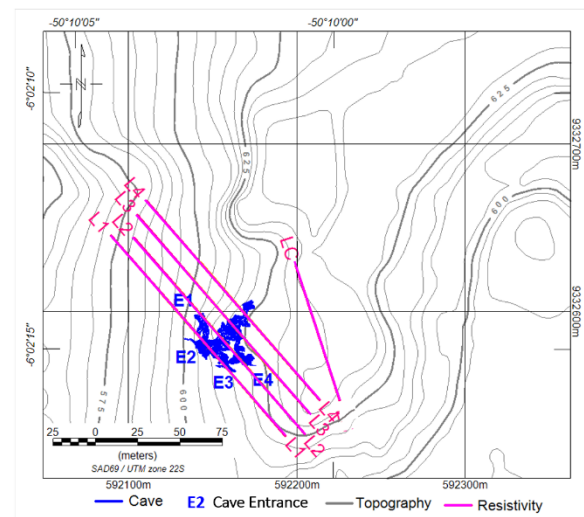 -50°10'05"
-50°10'00"
-6°02'10"
N
625
625
9332700m
L4
L3
L2
L1
LC
600
E1
9332600m
-6°02'15"
E2
E3
E4
575
600
L4
L3
L2
L1
25 0 25 50 75
(meters)
SAD69 / UTM zone 22S
592100m
592200m
592300m
Cave
E2 Cave Entrance
Topography
Resistivity